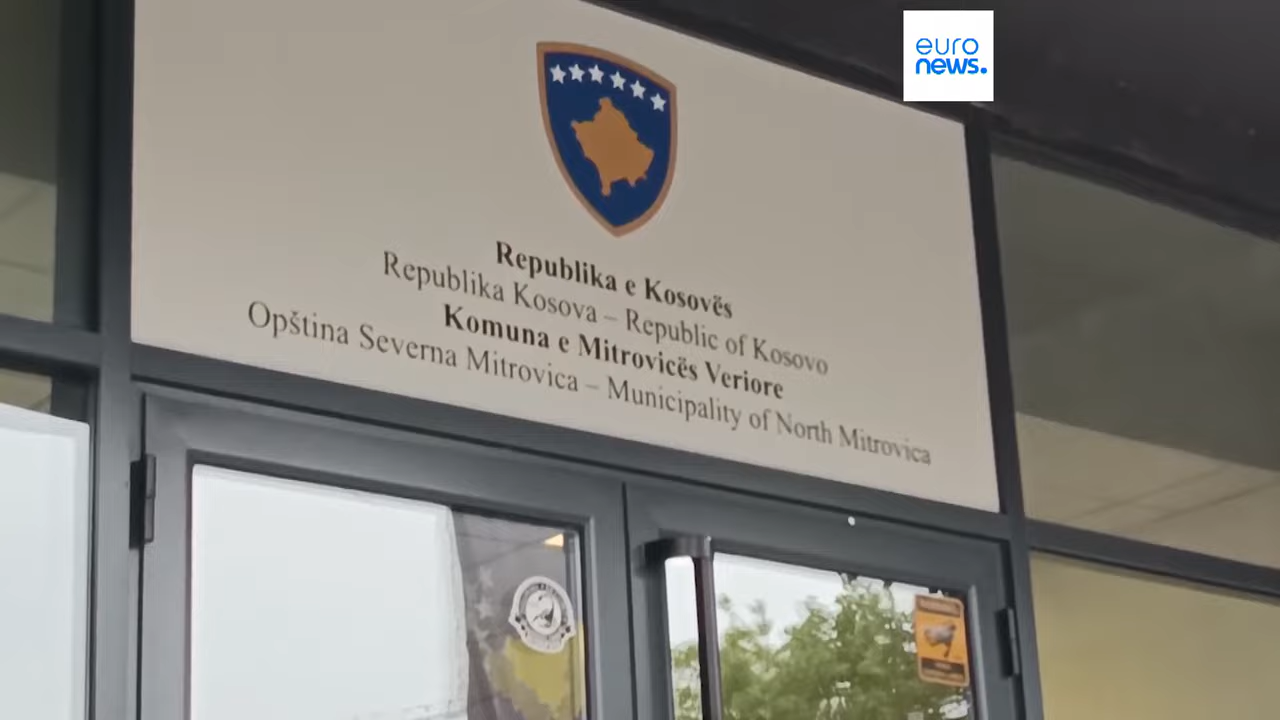 euro
news.
Republika e Kosovës
Republika Kosova – Republic of Kosovo
Komuna e Mitrovicës Veriore
Opština Severna Mitrovica – Municipality of North Mitrovica